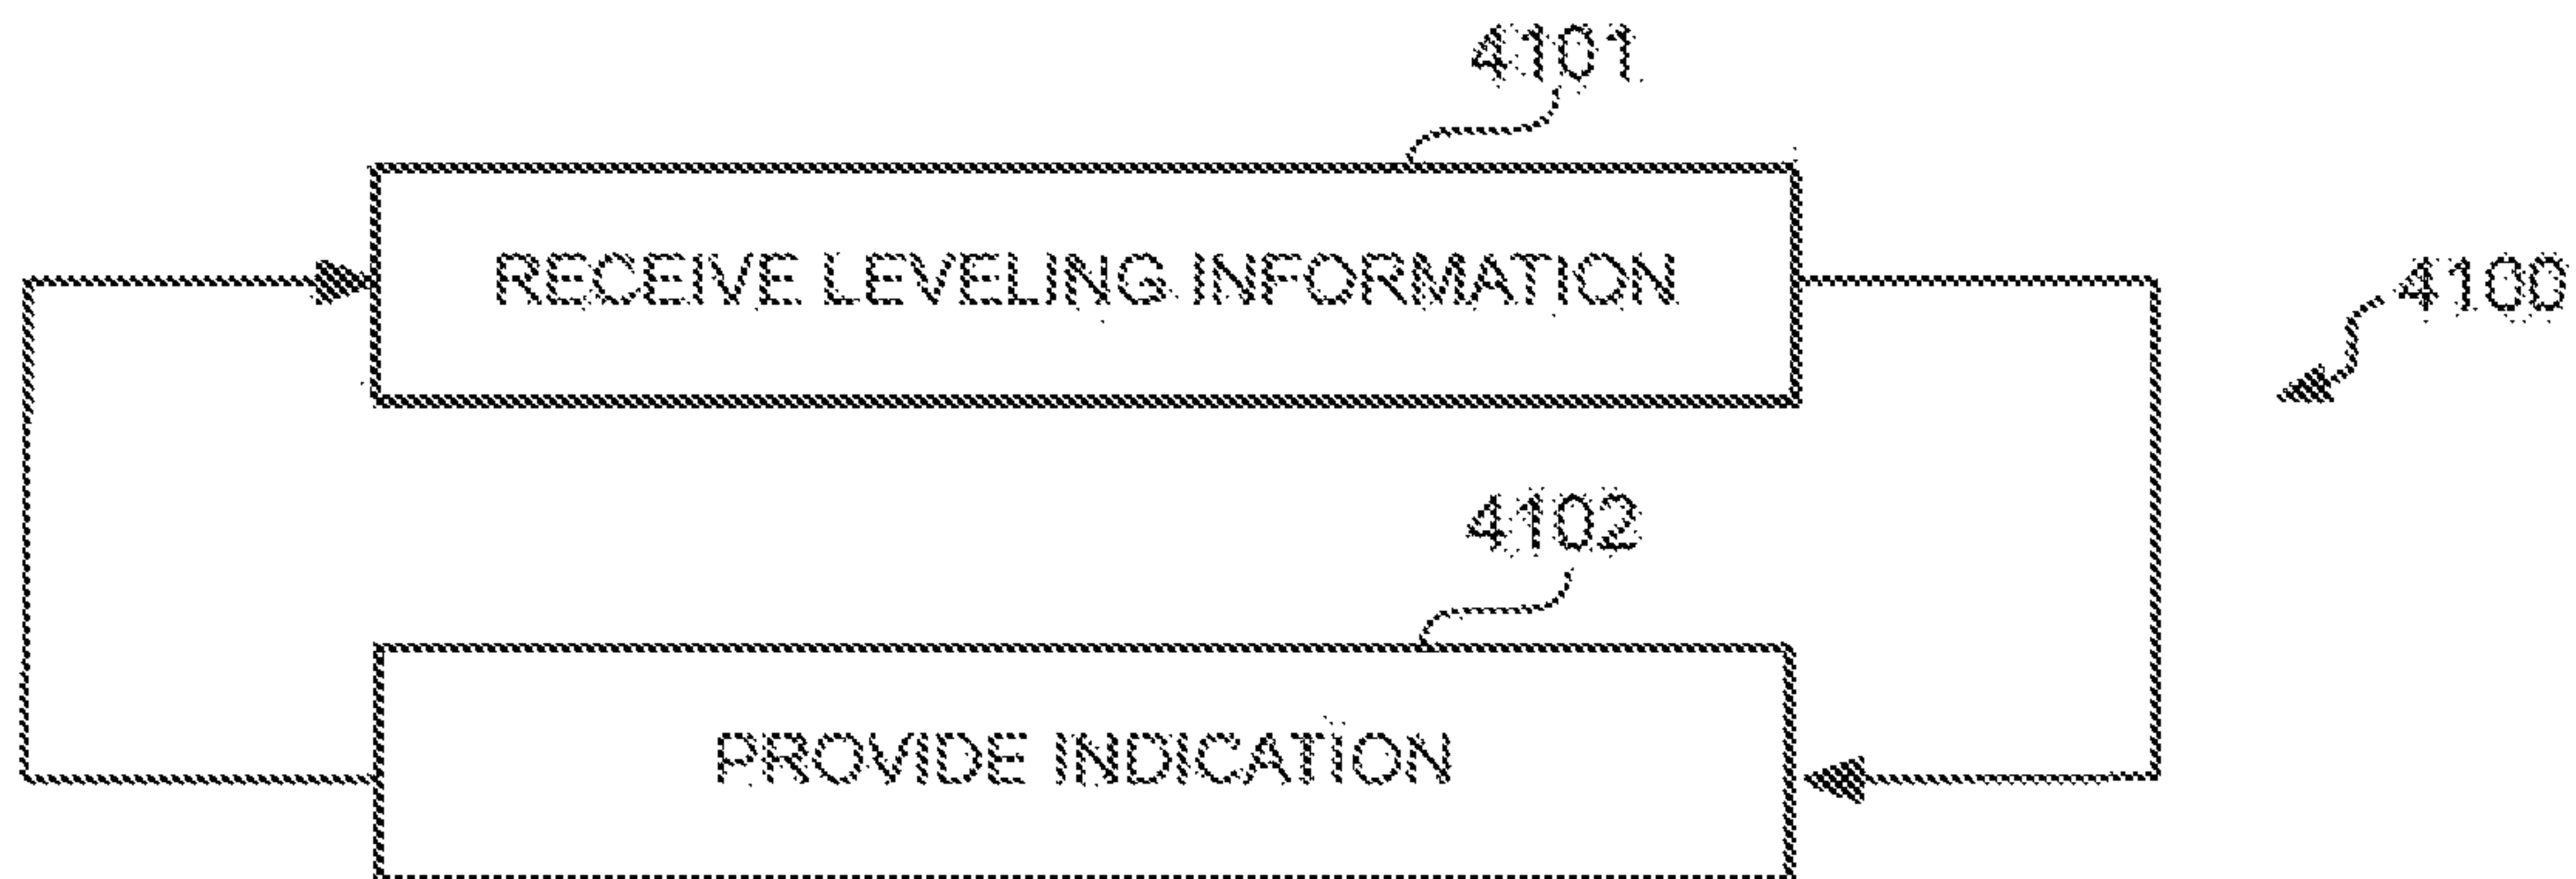 4101
RECEIVE LEVELING INFORMATION
4100
4102
PROVIDE INDICATION